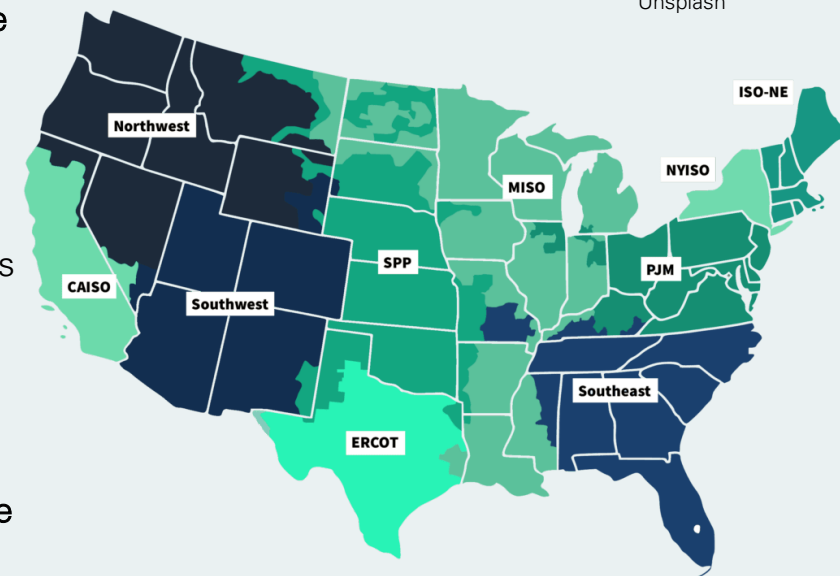 Unsplash
e
ISO-NE
Northwest
NYISO
MISO
s
SPP
PJM
CAISO
Southwest
Southeast
ERCOT
e